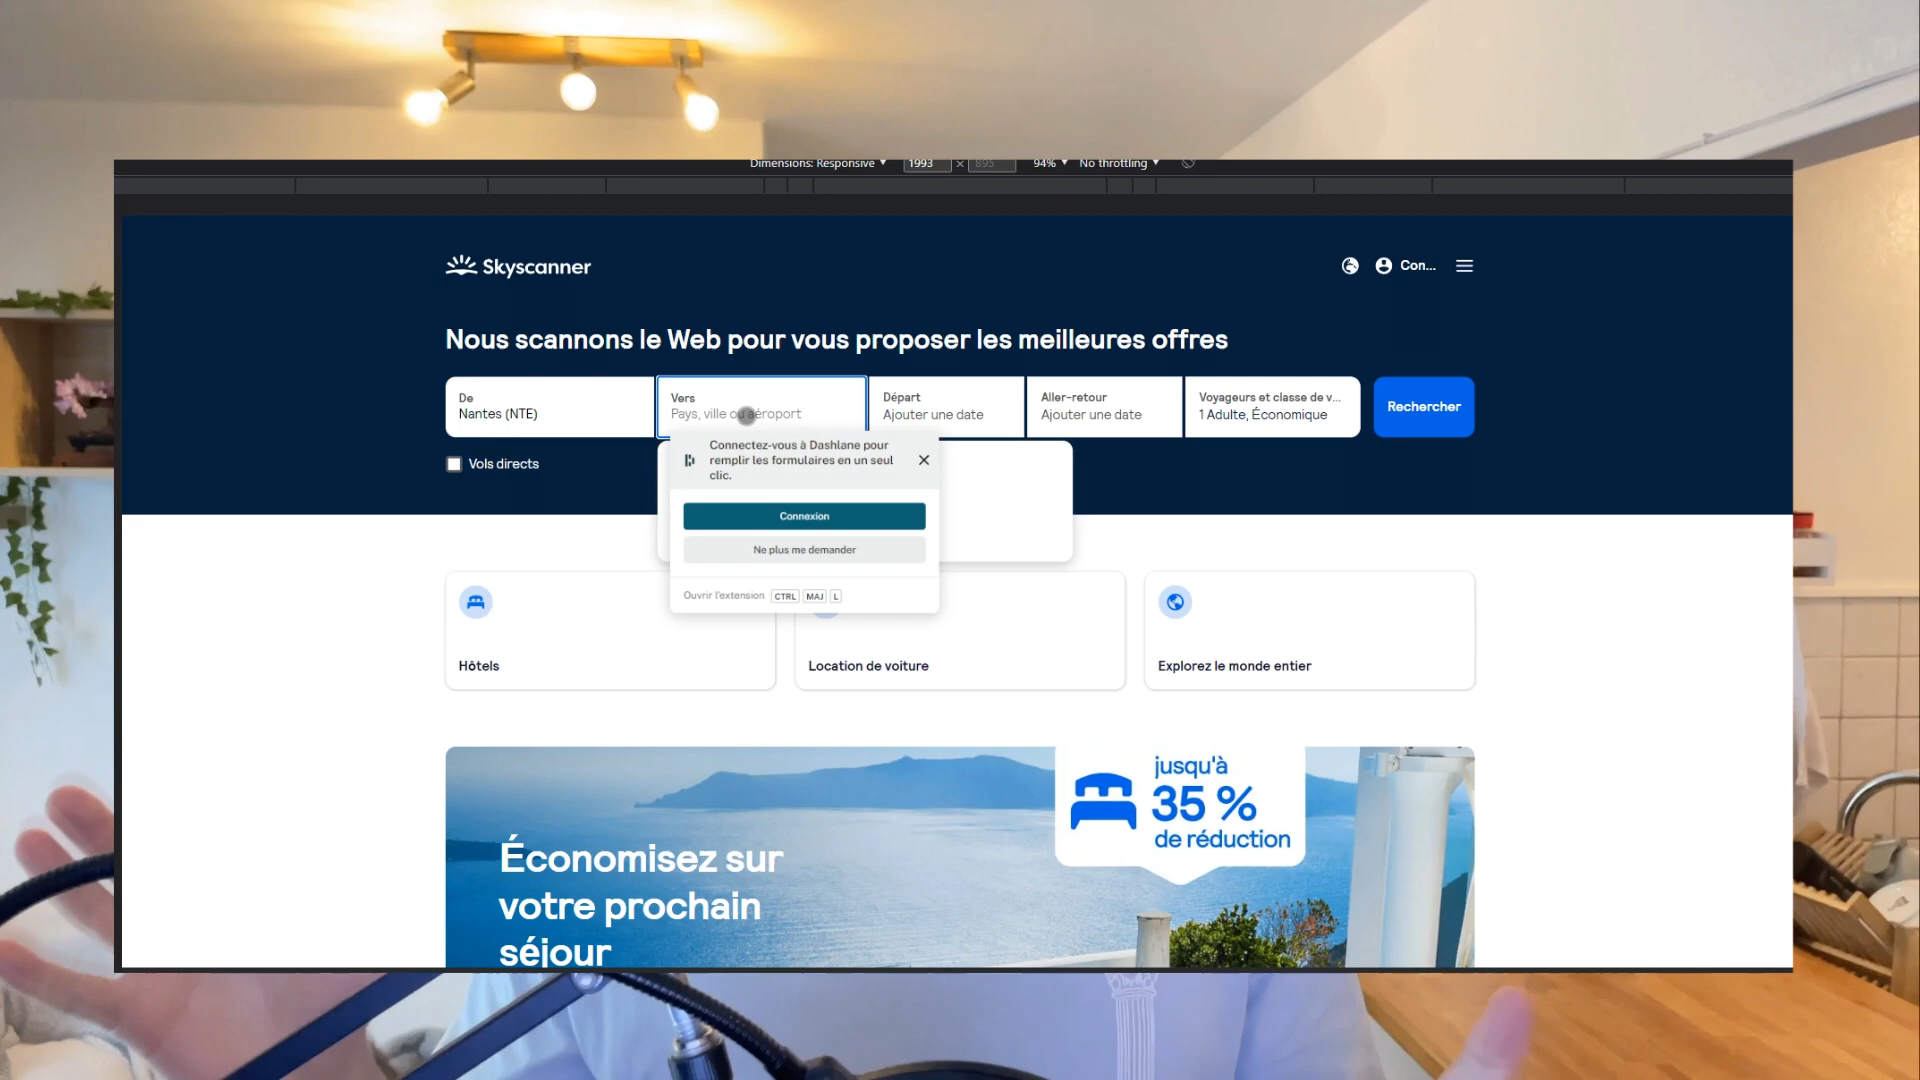 Dimensions: Responsive ▼ 1993 × 895 94% ▼ No throttling ▼
Skyscanner
Con...
Nous scannons le Web pour vous proposer les meilleures offres
De
Nantes (NTE)
Vers
Pays, ville ou aéroport
Départ
Ajouter une date
Aller-retour
Ajouter une date
Voyageurs et classe de v...
1 Adulte, Économique
Rechercher
Vols directs
Connectez-vous à Dashlane pour
remplir les formulaires en un seul
clic.
Connexion
Ne plus me demander
Ouvrir l'extension CTRL MAJ L
Hôtels
Location de voiture
Explorez le monde entier
jusqu'à
35 %
de réduction
Économisez sur
votre prochain
séjour